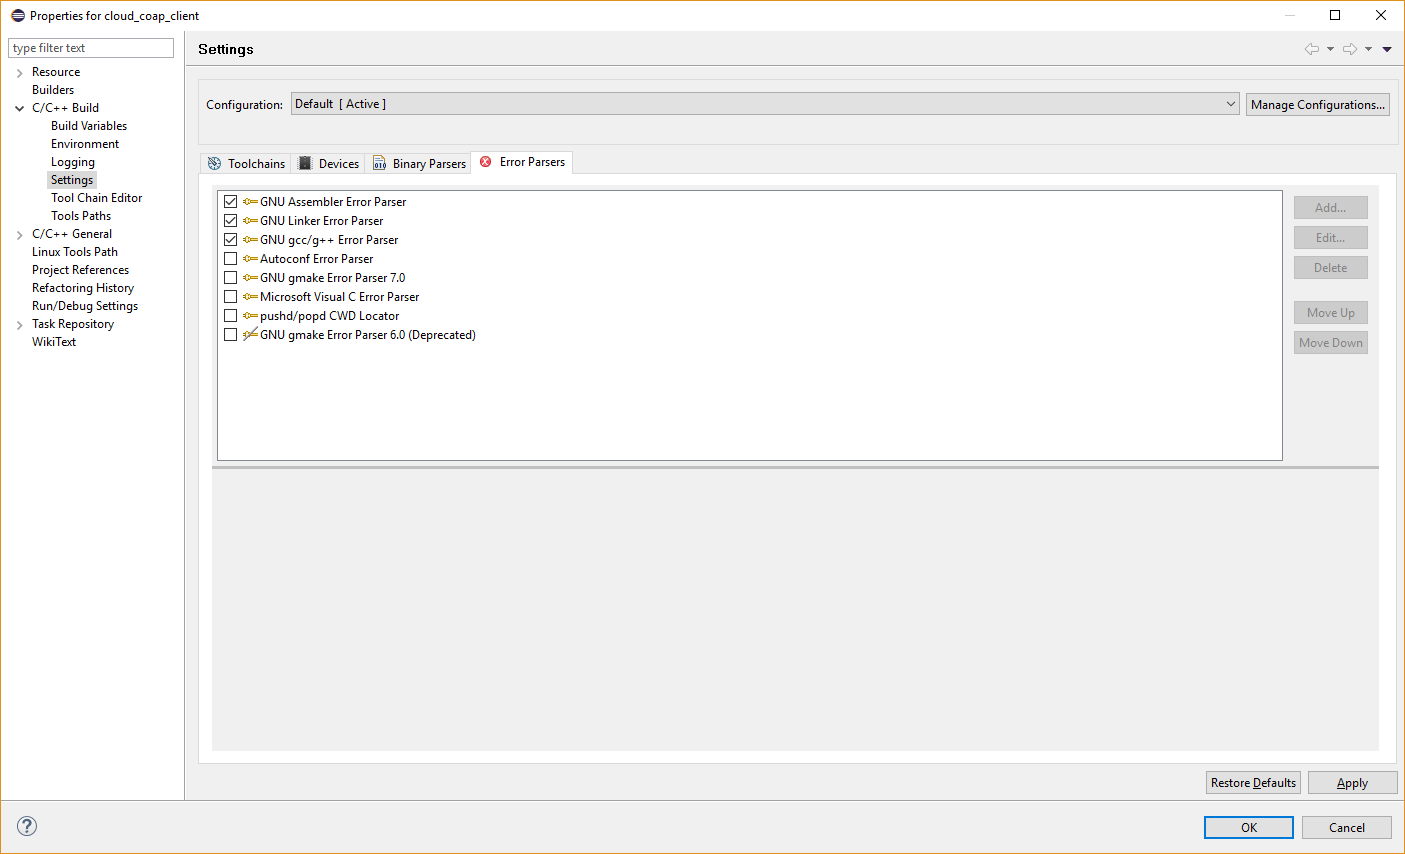 Properties for cloud_coap_client
type filter text
Resource
Builders
C/C++ Build
Build Variables
Environment
Logging
Settings
Tool Chain Editor
Tools Paths
C/C++ General
Linux Tools Path
Project References
Refactoring History
Run/Debug Settings
Task Repository
WikiText
Settings
Configuration: Default [ Active ] Manage Configurations...
Toolchains Devices Binary Parsers Error Parsers
GNU Assembler Error Parser
GNU Linker Error Parser
GNU gcc/g++ Error Parser
Autoconf Error Parser
GNU gmake Error Parser 7.0
Microsoft Visual C Error Parser
pushd/popd CWD Locator
GNU gmake Error Parser 6.0 (Deprecated)
Add...
Edit...
Delete
Move Up
Move Down
Restore Defaults Apply
? OK Cancel